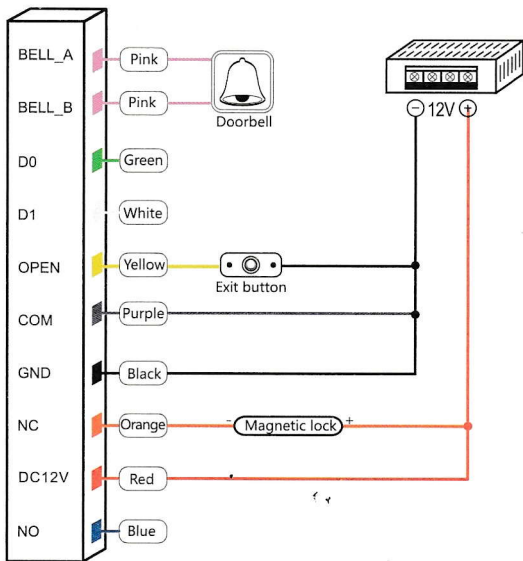 BELL_A Pink
BELL_B Pink
Doorbell
− 12V +
D0 Green
D1 White
OPEN Yellow
Exit button
COM Purple
GND Black
NC Orange - Magnetic lock +
DC12V Red
NO Blue